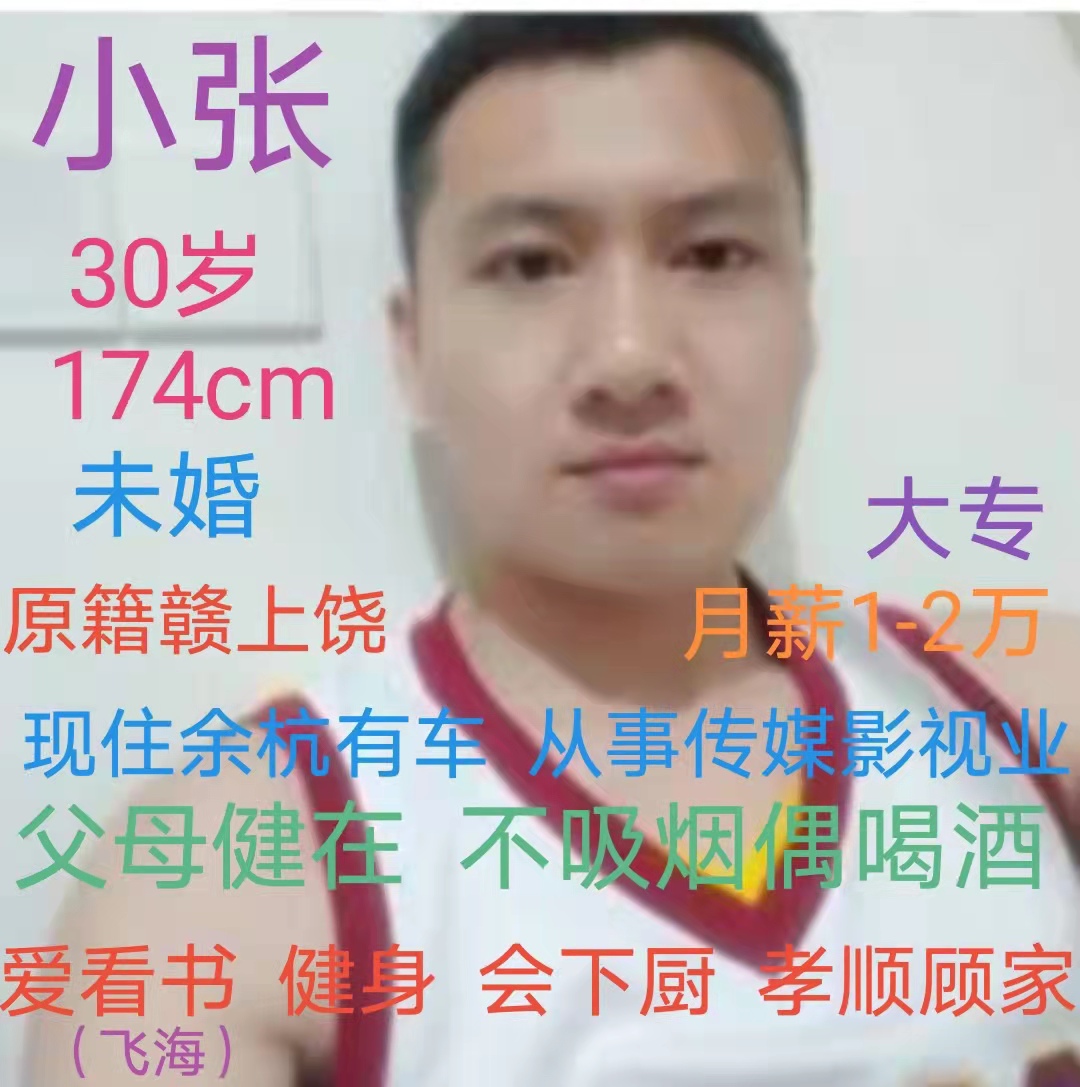 小张
30岁
174cm
未婚
大专
原籍赣上饶 月薪1-2万
现住余杭有车 从事传媒影视业
父母健在 不吸烟偶喝酒
爱看书 健身 会下厨 孝顺顾家
（飞海）